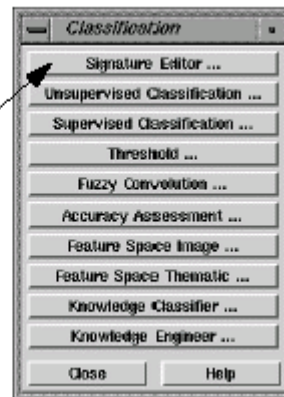 Classification
Signature Editor ...
Unsupervised Classification ...
Supervised Classification ...
Threshold ...
Fuzzy Convolution ...
Accuracy Assessment ...
Feature Space Image ...
Feature Space Thematic ...
Knowledge Classifier ...
Knowledge Engineer ...
Close Help